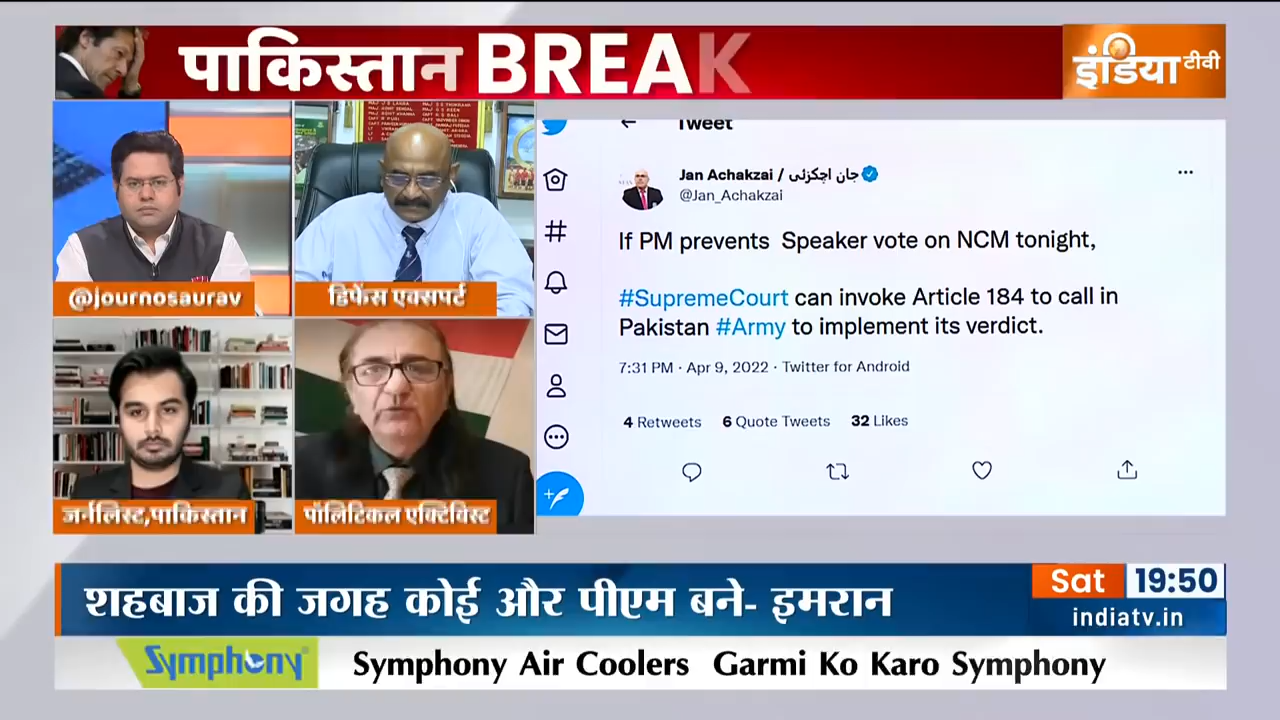 पाकिस्तान BREAK
इंडिया टीवी
Tweet
Jan Achakzai / جان اچکزئی
@Jan_Achakzai
If PM prevents Speaker vote on NCM tonight,
#SupremeCourt can invoke Article 184 to call in
Pakistan #Army to implement its verdict.
7:31 PM · Apr 9, 2022 · Twitter for Android
4 Retweets 6 Quote Tweets 32 Likes
@journosaurav
डिफेंस एक्सपर्ट
जर्नलिस्ट,पाकिस्तान
पॉलिटिकल एक्टिविस्ट
शहबाज की जगह कोई और पीएम बने- इमरान
Sat 19:50
indiatv.in
Symphony
Symphony Air Coolers Garmi Ko Karo Symphony